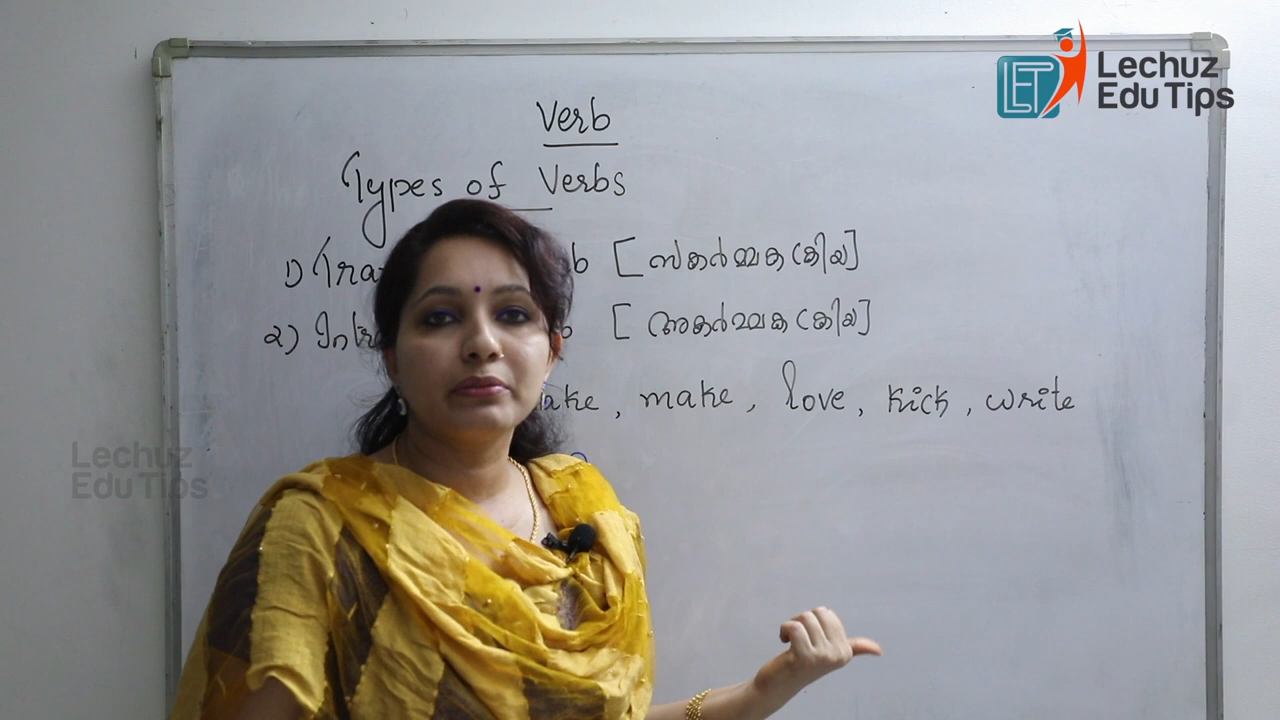 Lechuz
Edu Tips
Verb
Types of Verbs
1) Tra b [സകർമ്മക ക്രിയ]
2) Intr b [അകർമ്മക ക്രിയ]
ake, make, love, kick, write
Lechuz
Edu Tips